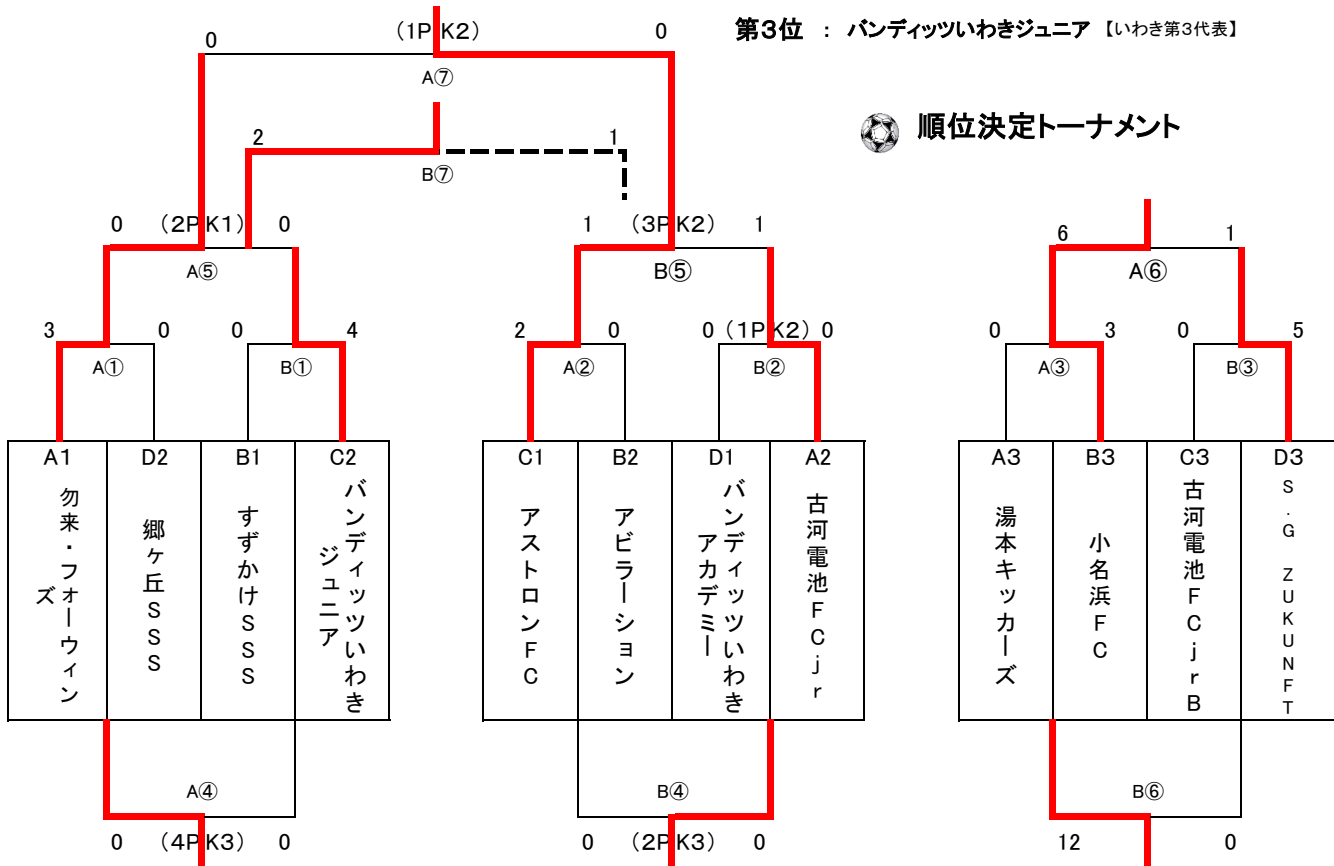 第3位 : バンディッツいわきジュニア 【いわき第3代表】
0 (1PK2) 0
A⑦
順位決定トーナメント
2 1
B⑦
0 (2PK1) 0 1 (3PK2) 1 6 1
A⑤ B⑤ A⑥
3 0 0 4 2 0 0 (1PK2) 0 0 3 0 5
A① B① A② B② A③ B③
A1 D2 B1 C2 C1 B2 D1 A2 A3 B3 C3 D3
勿来・フォーウィンズ
郷ヶ丘SSS
すずかけSSS
バンディッツいわき
ジュニア
アストロンFC
アビラーション
バンディッツいわき
アカデミー
古河電池FCjr
湯本キッカーズ
小名浜FC
古河電池FCjrB
S.G ZUKUNFT
A④ B④ B⑥
0 (4PK3) 0 0 (2PK3) 0 12 0